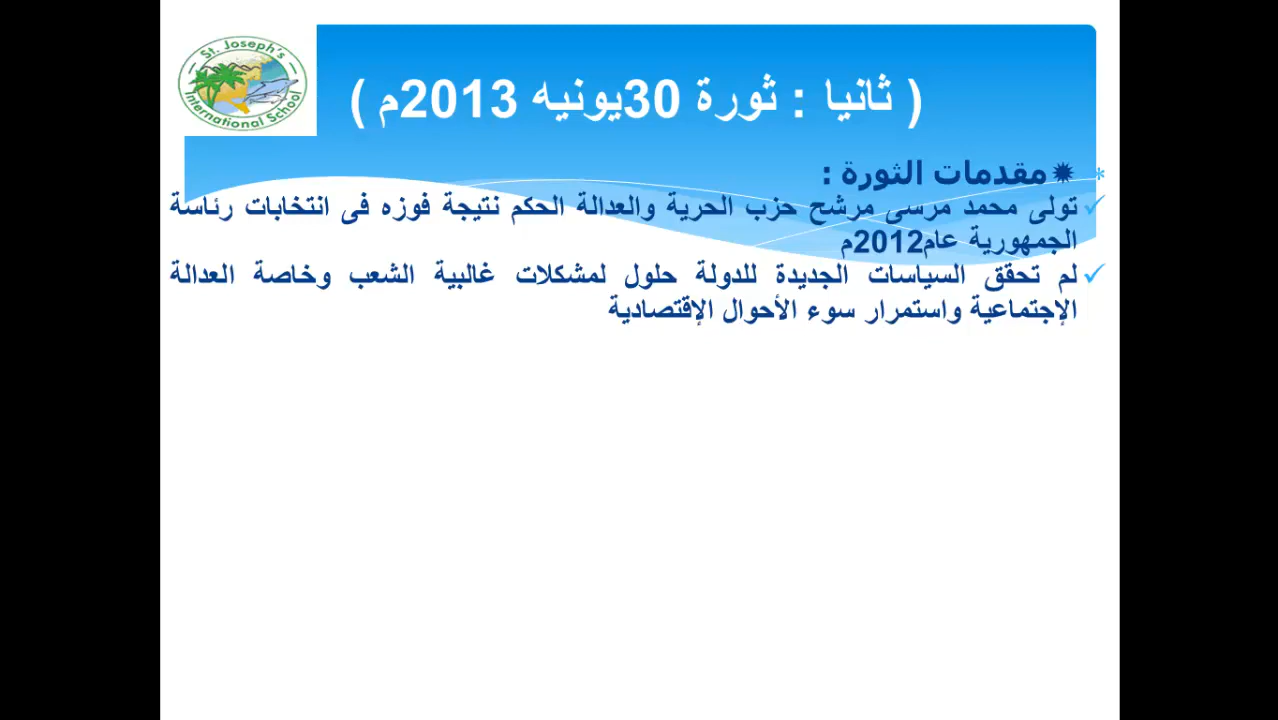 St. Joseph's
International School
( ثانيا : ثورة 30يونيه 2013م )
مقدمات الثورة :
تولى محمد مرسى مرشح حزب الحرية والعدالة الحكم نتيجة فوزه فى انتخابات رئاسة
الجمهورية عام2012م
لم تحقق السياسات الجديدة للدولة حلول لمشكلات غالبية الشعب وخاصة العدالة
الإجتماعية واستمرار سوء الأحوال الإقتصادية